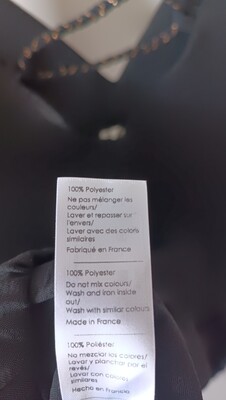 100% Polyester
Ne pas mélanger les
couleurs/
Laver et repasser sur
l'envers/
Laver avec des coloris
similaires
Fabriqué en France
100% Polyester
Do not mix colours/
Wash and iron inside
out/
Wash with similar colours
Made in France
100% Poliéster
No mezclar los colores/
Lavar y planchar por el
revés/
Lavar con colores
similares
Hecho en Francia